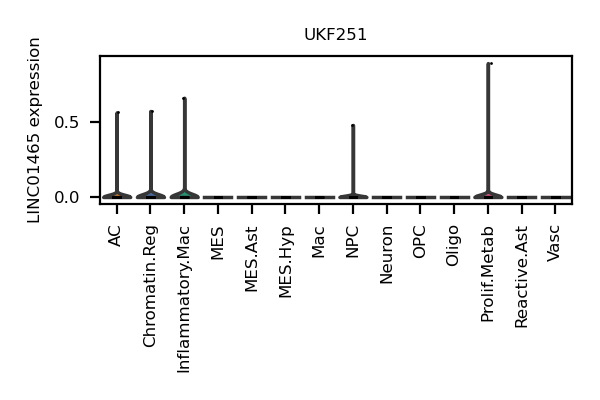 UKF251
LINC01465 expression
0.5
0.0
AC
Chromatin.Reg
Inflammatory.Mac
MES
MES.Ast
MES.Hyp
Mac
NPC
Neuron
OPC
Oligo
Prolif.Metab
Reactive.Ast
Vasc